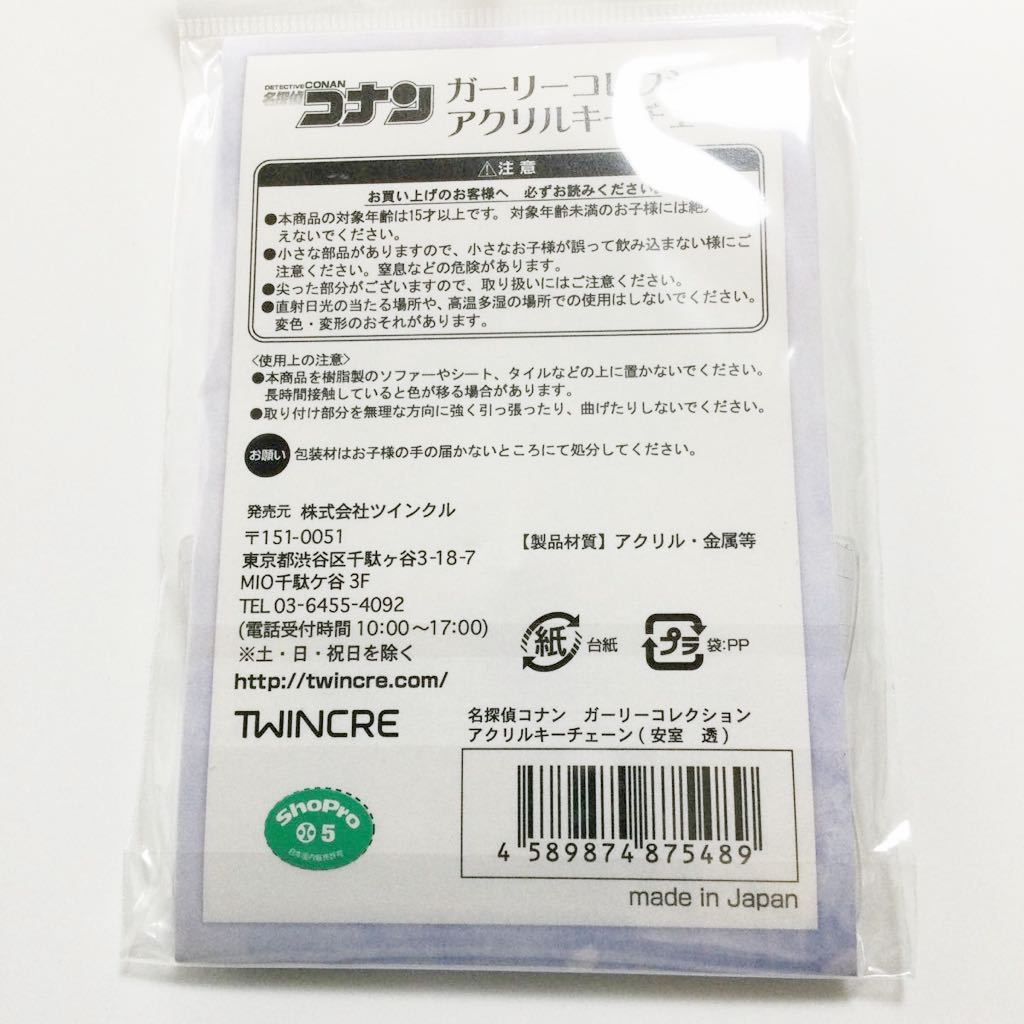 DETECTIVE CONAN
名探偵コナン
ガーリーコレクシ
アクリルキーチェー
⚠注意
お買い上げのお客様へ 必ずお読みください
●本商品の対象年齢は15才以上です。対象年齢未満のお子様には絶
えないでください。
●小さな部品がありますので、小さなお子様が誤って飲み込まない様にご
注意ください。窒息などの危険があります。
●尖った部分がございますので、取り扱いにはご注意ください。
●直射日光の当たる場所や、高温多湿の場所での使用はしないでください。
変色・変形のおそれがあります。
〈使用上の注意〉
●本商品を樹脂製のソファーやシート、タイルなどの上に置かないでください。
長時間接触していると色が移る場合があります。
●取り付け部分を無理な方向に強く引っ張ったり、曲げたりしないでください。
お願い 包装材はお子様の手の届かないところにて処分してください。
発売元 株式会社ツインクル
〒151-0051
東京都渋谷区千駄ヶ谷3-18-7
MIO千駄ケ谷 3F
TEL 03-6455-4092
(電話受付時間 10:00〜17:00)
※土・日・祝日を除く
http://twincre.com/
TWINCRE
【製品材質】アクリル・金属等
紙 台紙
プラ 袋:PP
名探偵コナン ガーリーコレクション
アクリルキーチェーン(安室 透)
4 589874 875489
made in Japan
ShoPro
5
日本国内販売許可